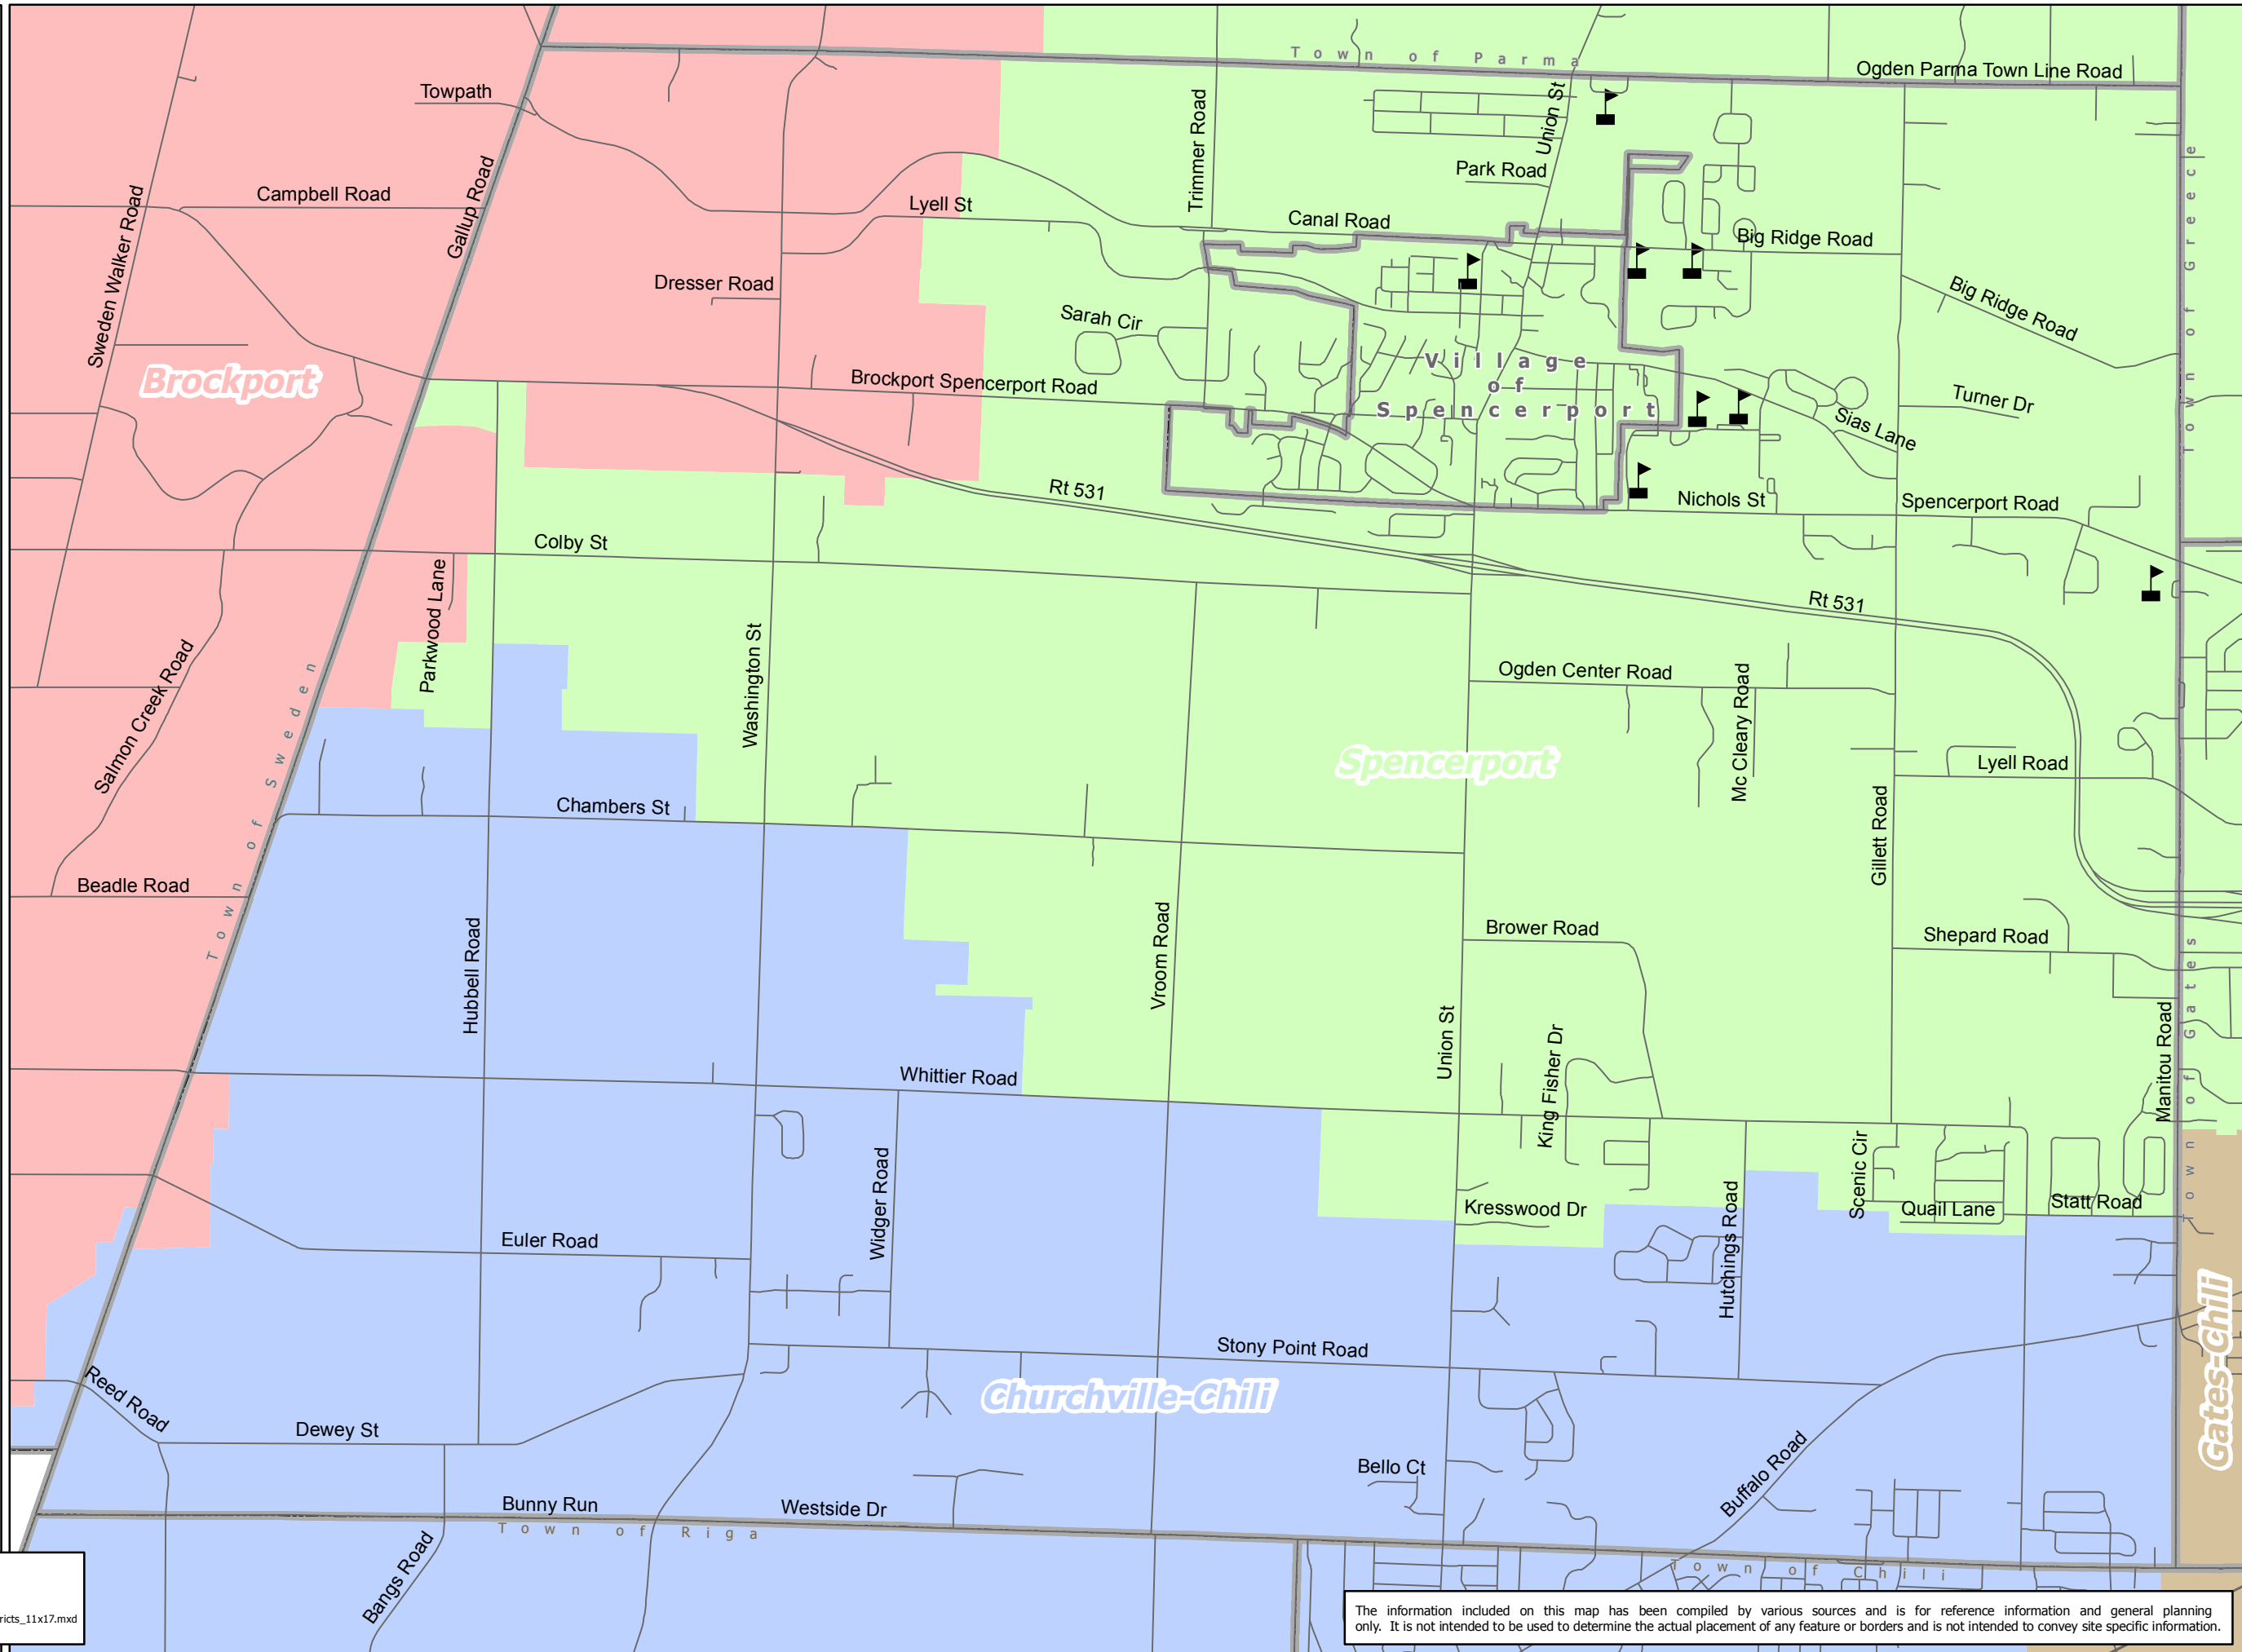 Town of Parma
Ogden Parma Town Line Road
Towpath
Union St
Trimmer Road
Park Road
Campbell Road
Gallup Road
Sweden Walker Road
Lyell St
Canal Road
Big Ridge Road
Town of Greece
Dresser Road
Big Ridge Road
Sarah Cir
Brockport
Village
of
Spencerport
Brockport Spencerport Road
Turner Dr
Sias Lane
Rt 531
Nichols St
Spencerport Road
Colby St
Parkwood Lane
Rt 531
Washington St
Ogden Center Road
Mc Cleary Road
Salmon Creek Road
Town of Sweden
Spencerport
Lyell Road
Chambers St
Gillett Road
Beadle Road
Hubbell Road
Vroom Road
Brower Road
Shepard Road
Union St
King Fisher Dr
Manitou Road
Town of Gates
Whittier Road
Widger Road
Scenic Cir
Kresswood Dr
Hutchings Road
Quail Lane
Statt Road
Euler Road
Stony Point Road
Gates-Chili
Reed Road
Churchville-Chili
Dewey St
Bello Ct
Buffalo Road
Bunny Run
Westside Dr
Town of Riga
Bangs Road
Town of Chili
ricts_11x17.mxd
The information included on this map has been compiled by various sources and is for reference information and general planning
only. It is not intended to be used to determine the actual placement of any feature or borders and is not intended to convey site specific information.